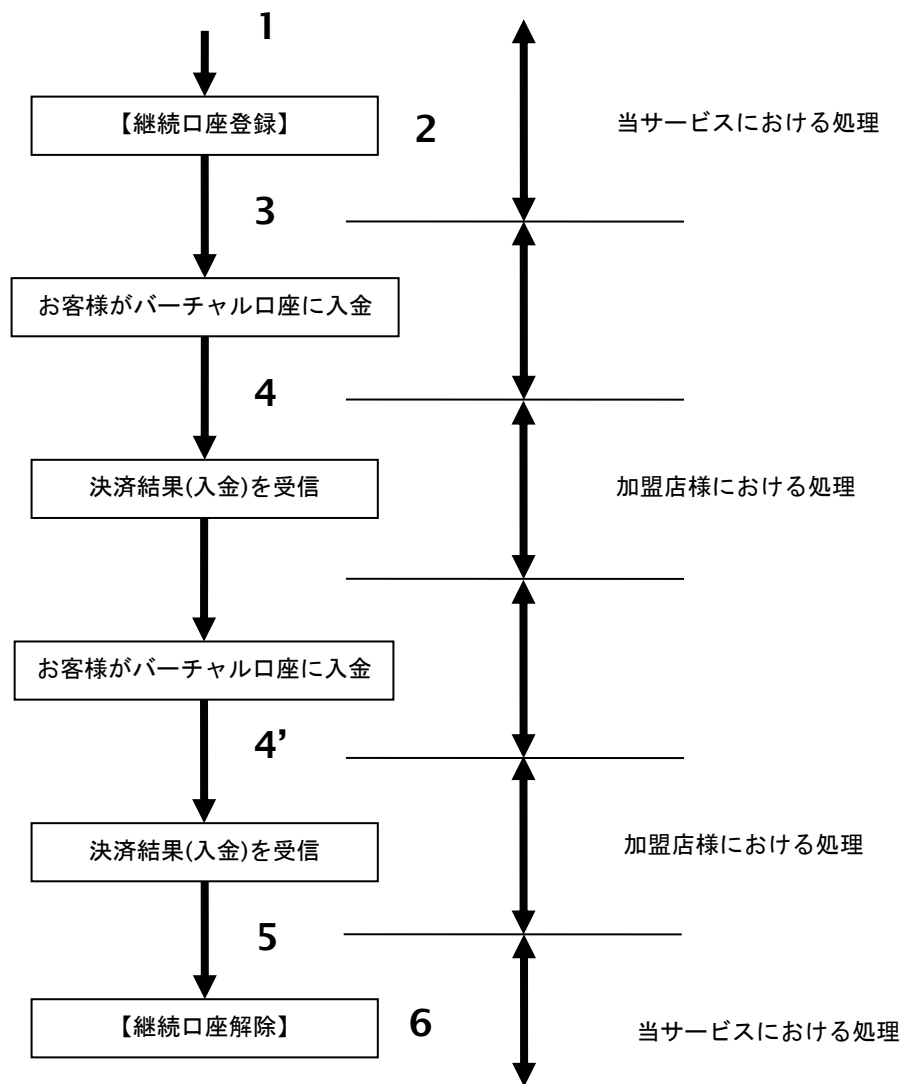 1
【継続口座登録】
2
当サービスにおける処理
3
お客様がバーチャル口座に入金
4
決済結果(入金)を受信
加盟店様における処理
お客様がバーチャル口座に入金
4’
決済結果(入金)を受信
加盟店様における処理
5
【継続口座解除】
6
当サービスにおける処理